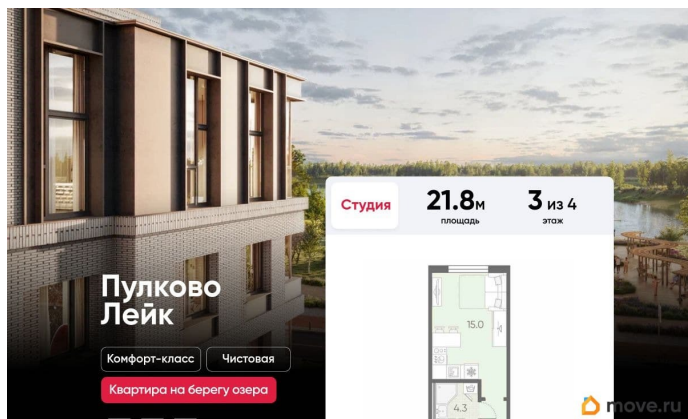 Студия
21.8м
площадь
3 из 4
этаж
15.0
4.3
Пулково
Лейк
Комфорт-класс
Чистовая
Квартира на берегу озера
move.ru